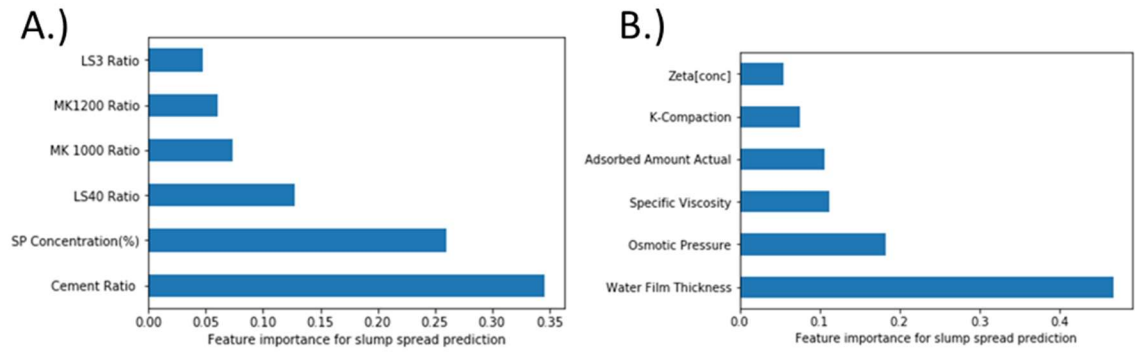 A.)
LS3 Ratio
MK1200 Ratio
MK 1000 Ratio
LS40 Ratio
SP Concentration(%)
Cement Ratio
0.00 0.05 0.10 0.15 0.20 0.25 0.30 0.35
Feature importance for slump spread prediction
B.)
Zeta[conc]
K-Compaction
Adsorbed Amount Actual
Specific Viscosity
Osmotic Pressure
Water Film Thickness
0.0 0.1 0.2 0.3 0.4
Feature importance for slump spread prediction